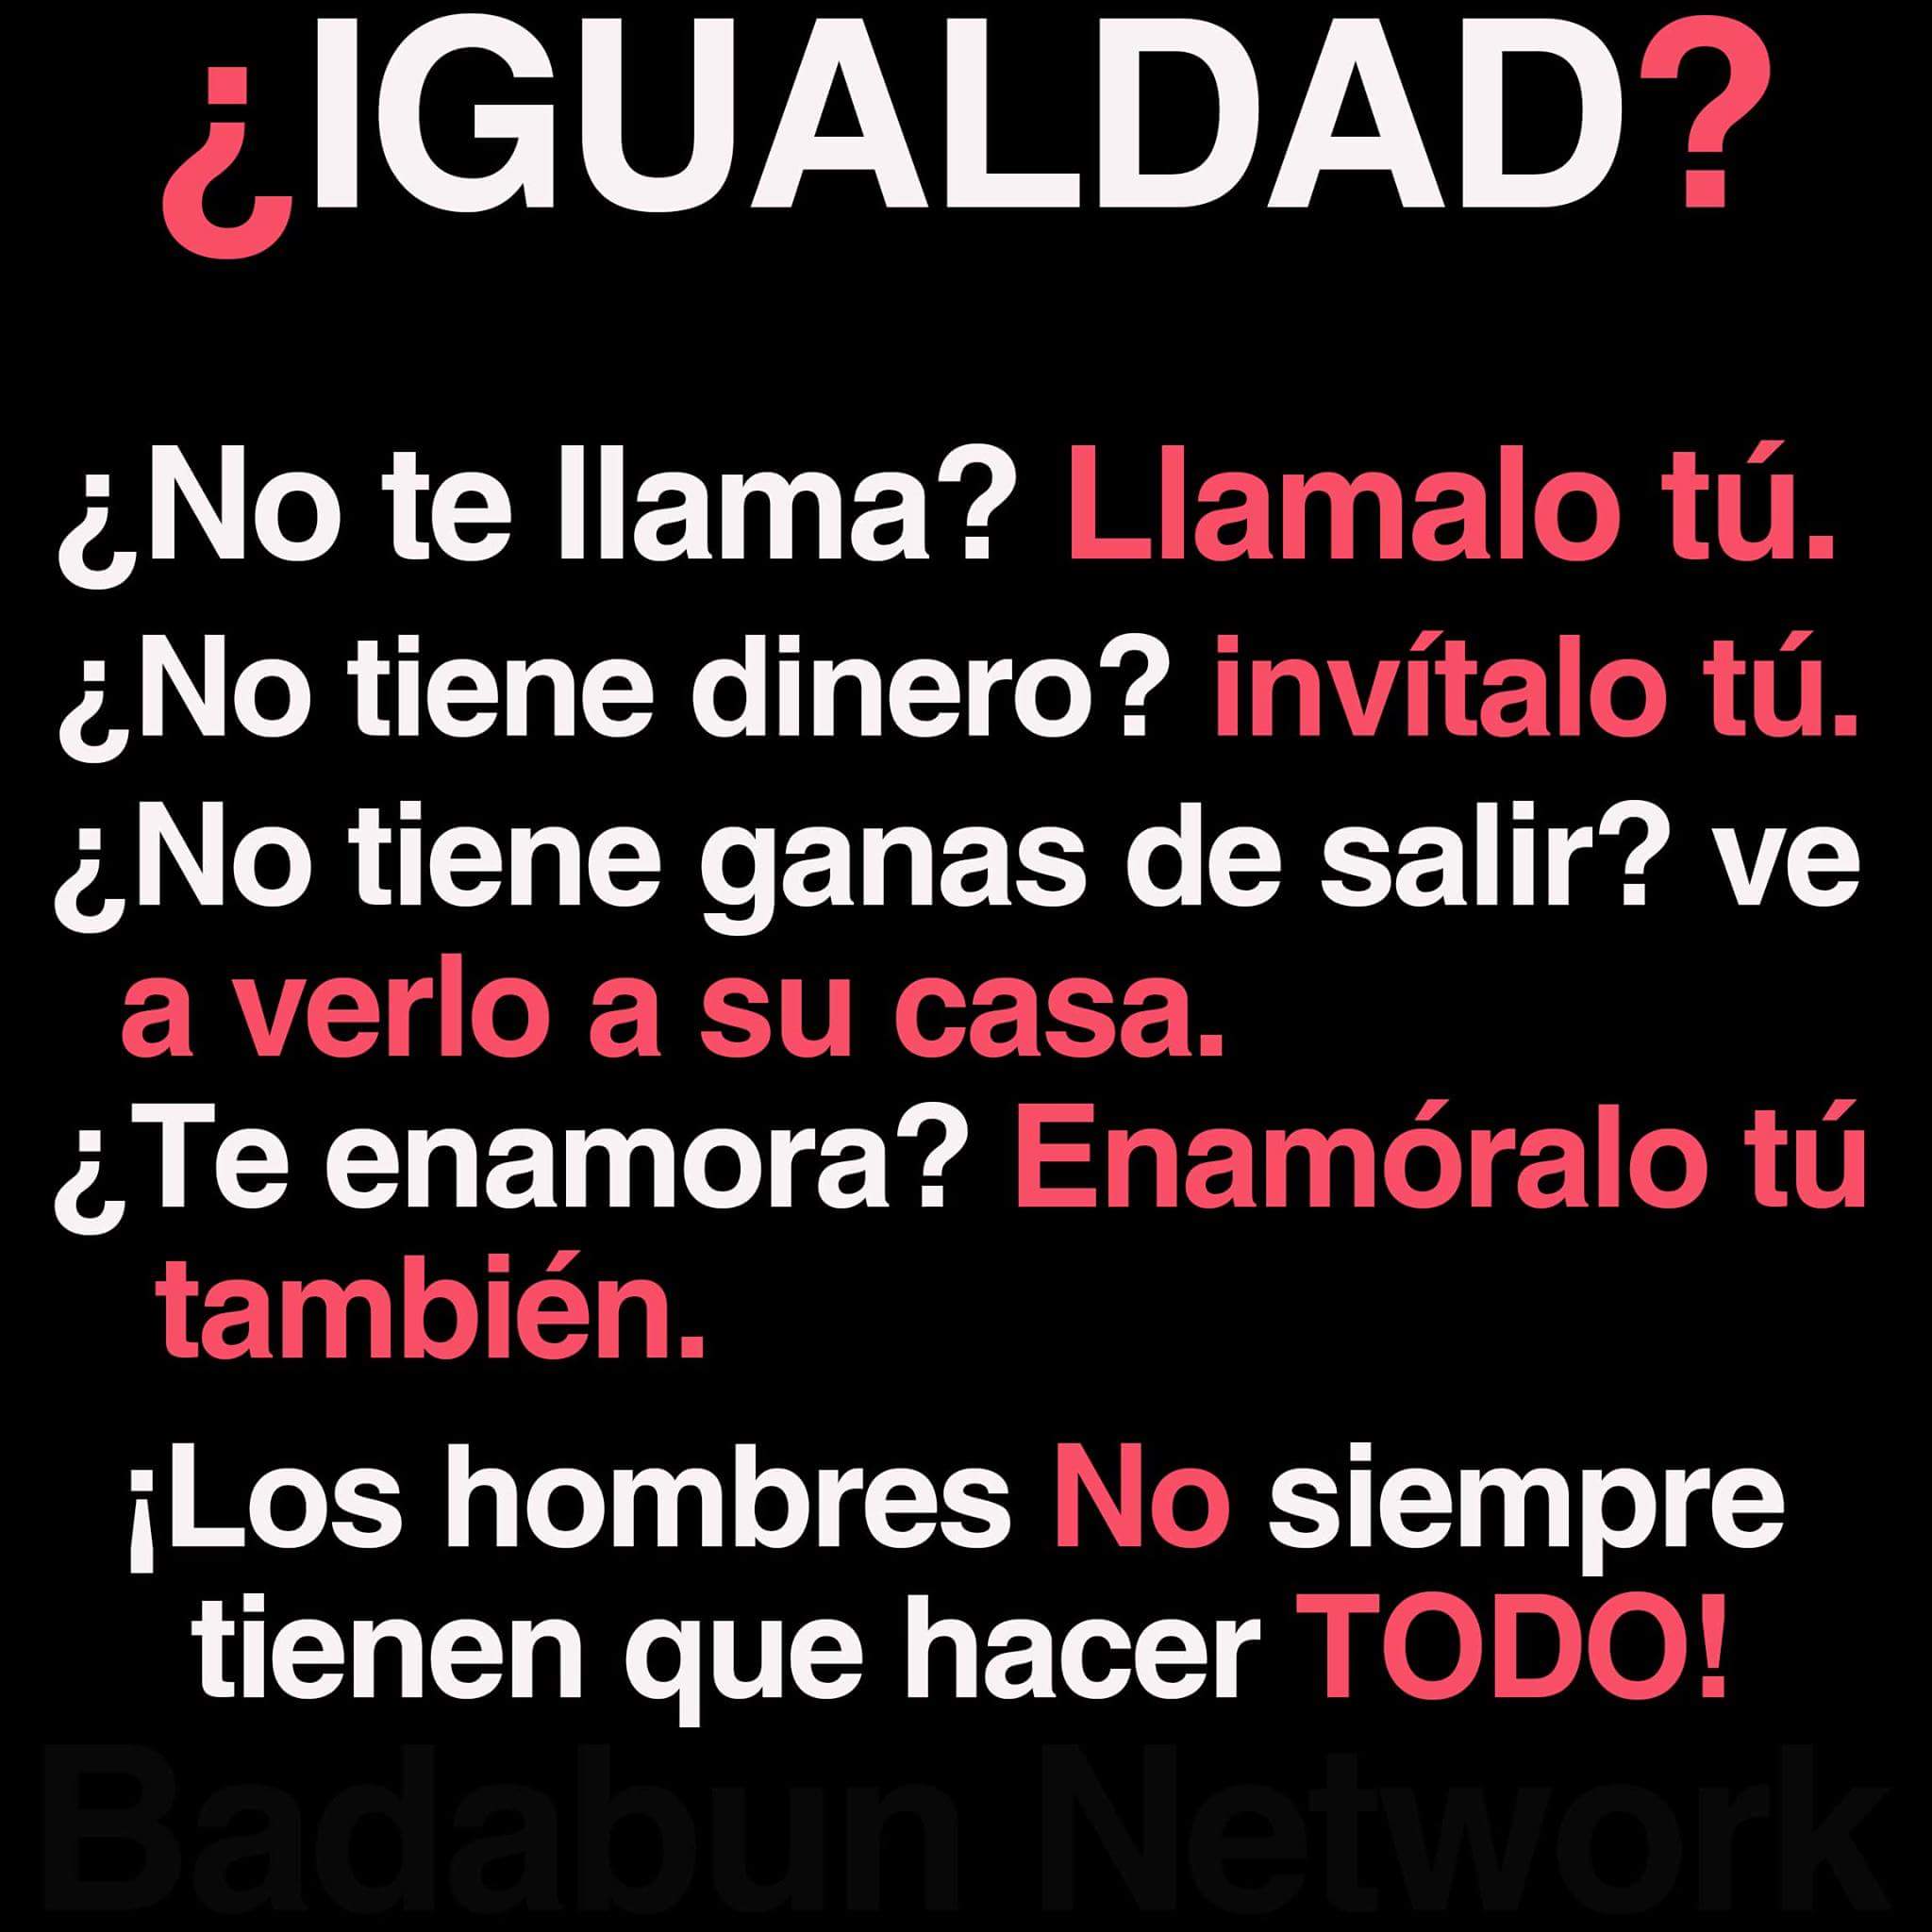 ¿IGUALDAD?
¿No te llama? Llamalo tú.
¿No tiene dinero? invítalo tú.
¿No tiene ganas de salir? ve
a verlo a su casa.
¿Te enamora? Enamóralo tú
también.
¡Los hombres No siempre
tienen que hacer TODO!
Badabun Network